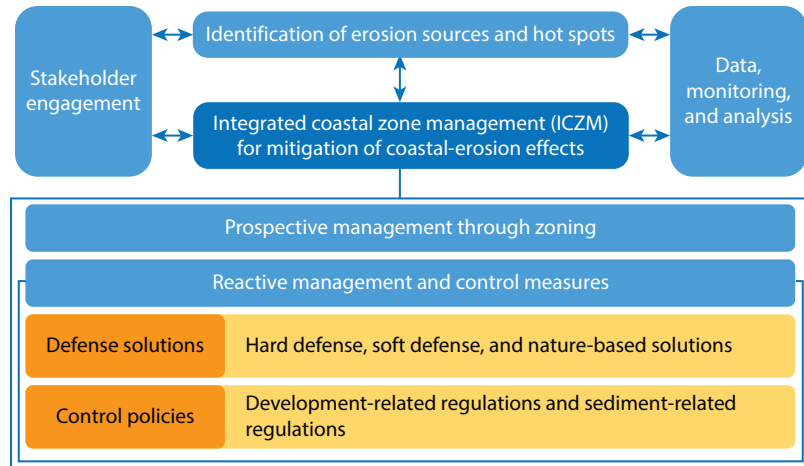 Identification of erosion sources and hot spots
Stakeholder
engagement
Data,
monitoring,
and analysis
Integrated coastal zone management (ICZM)
for mitigation of coastal-erosion effects
Prospective management through zoning
Reactive management and control measures
Defense solutions
Hard defense, soft defense, and nature-based solutions
Control policies
Development-related regulations and sediment-related
regulations